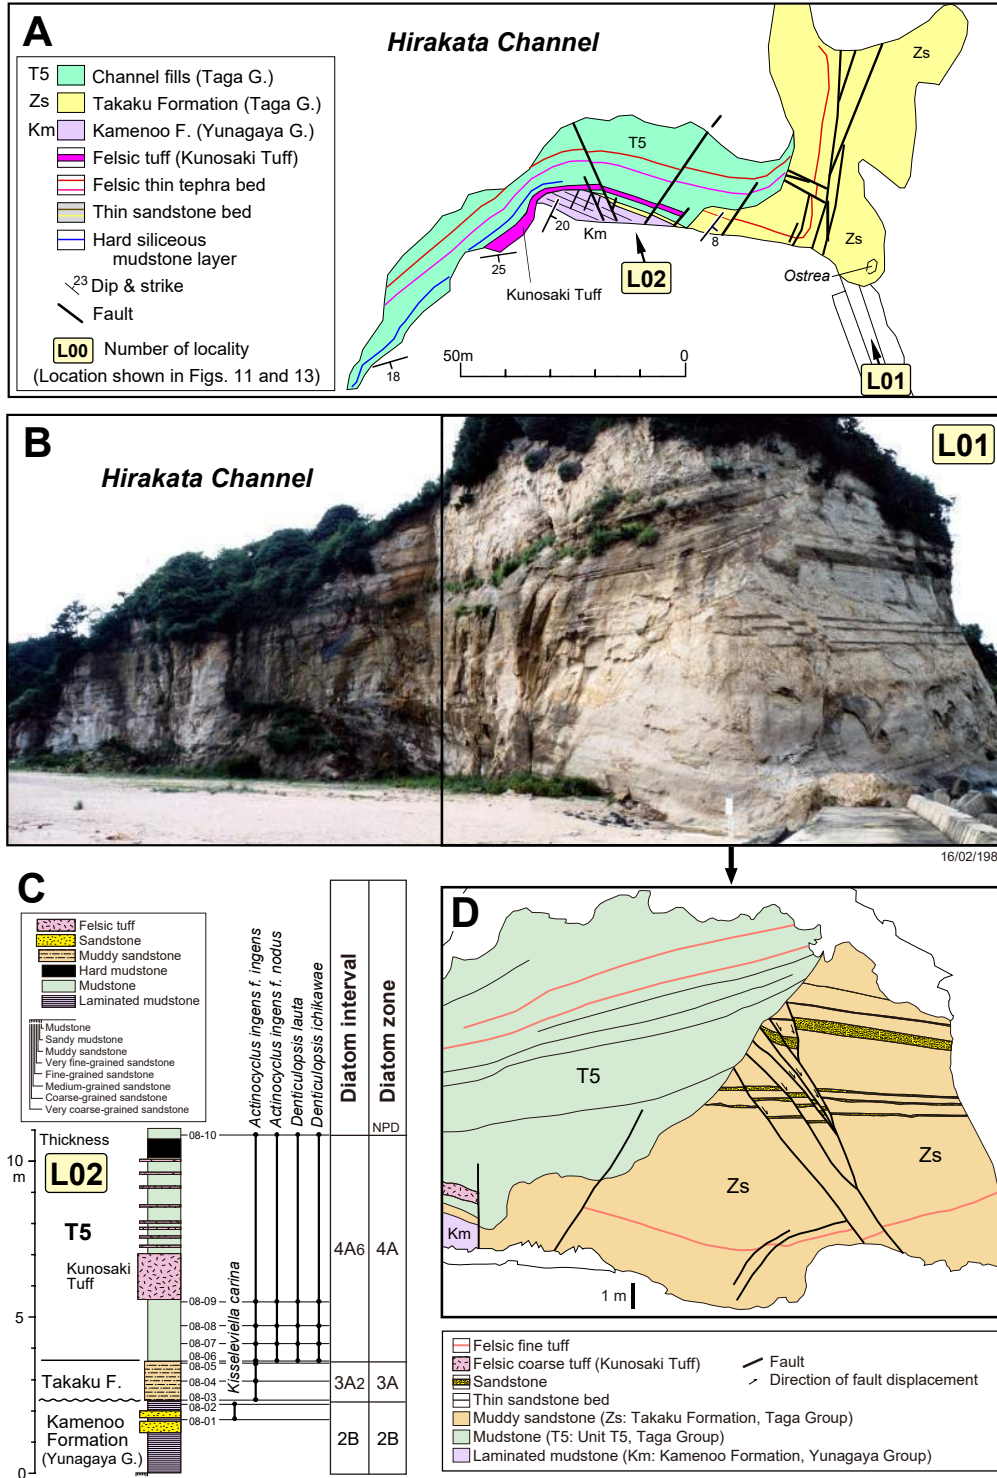 A
Hirakata Channel
T5 Channel fills (Taga G.)
Zs Takaku Formation (Taga G.)
Km Kamenoo F. (Yunagaya G.)
Felsic tuff (Kunosaki Tuff)
Felsic thin tephra bed
Thin sandstone bed
Hard siliceous
mudstone layer
23 Dip & strike
Fault
L00 Number of locality
(Location shown in Figs. 11 and 13)
T5
Zs
Km
20
25
18
8
Kunosaki Tuff
L02
Zs
Ostrea
L01
50m 0
B
Hirakata Channel
L01
16/02/198
C
Felsic tuff
Sandstone
Muddy sandstone
Hard mudstone
Mudstone
Laminated mudstone
Mudstone
Sandy mudstone
Muddy sandstone
Very fine-grained sandstone
Fine-grained sandstone
Medium-grained sandstone
Coarse-grained sandstone
Very coarse-grained sandstone
Actinocyclus ingens f. ingens
Actinocyclus ingens f. nodus
Denticulopsis lauta
Denticulopsis ichikawae
Kisseleviella carina
Diatom interval
Diatom zone
NPD
Thickness
10
m
5
0
L02
T5
Kunosaki
Tuff
Takaku F.
Kamenoo
Formation
(Yunagaya G.)
08-10
08-09
08-08
08-07
08-06
08-05
08-04
08-03
08-02
08-01
4A6 4A
3A2 3A
2B 2B
D
T5
Zs
Zs
Km
1 m
Felsic fine tuff
Felsic coarse tuff (Kunosaki Tuff)
Sandstone
Thin sandstone bed
Muddy sandstone (Zs: Takaku Formation, Taga Group)
Mudstone (T5: Unit T5, Taga Group)
Laminated mudstone (Km: Kamenoo Formation, Yunagaya Group)
Fault
Direction of fault displacement